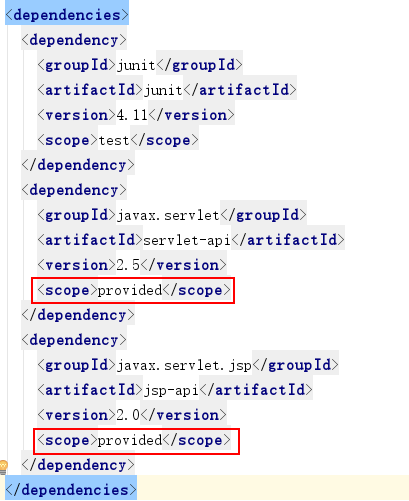 <dependencies>
<dependency>
<groupId>junit</groupId>
<artifactId>junit</artifactId>
<version>4.11</version>
<scope>test</scope>
</dependency>
<dependency>
<groupId>javax.servlet</groupId>
<artifactId>servlet-api</artifactId>
<version>2.5</version>
<scope>provided</scope>
</dependency>
<dependency>
<groupId>javax.servlet.jsp</groupId>
<artifactId>jsp-api</artifactId>
<version>2.0</version>
<scope>provided</scope>
</dependency>
</dependencies>